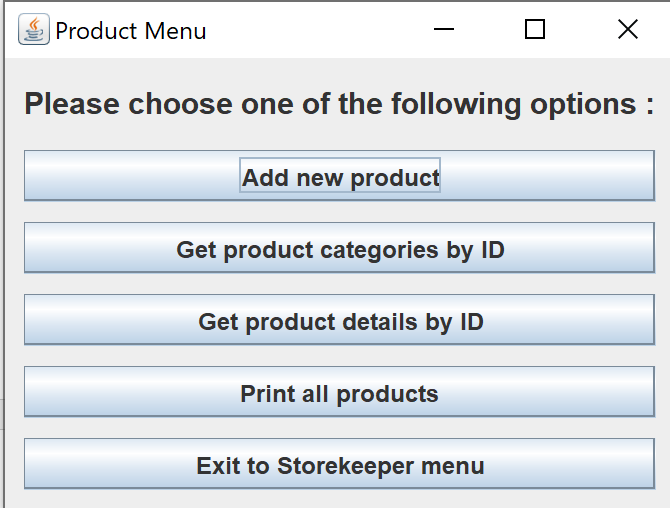 Product Menu
Please choose one of the following options :
Add new product
Get product categories by ID
Get product details by ID
Print all products
Exit to Storekeeper menu